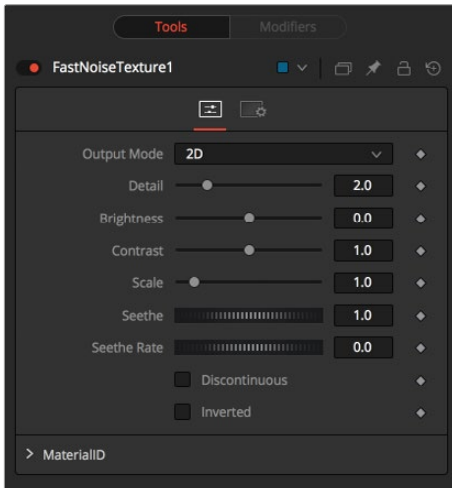 Tools Modifiers
FastNoiseTexture1
Output Mode 2D
Detail 2.0
Brightness 0.0
Contrast 1.0
Scale 1.0
Seethe 1.0
Seethe Rate 0.0
Discontinuous
Inverted
MaterialID